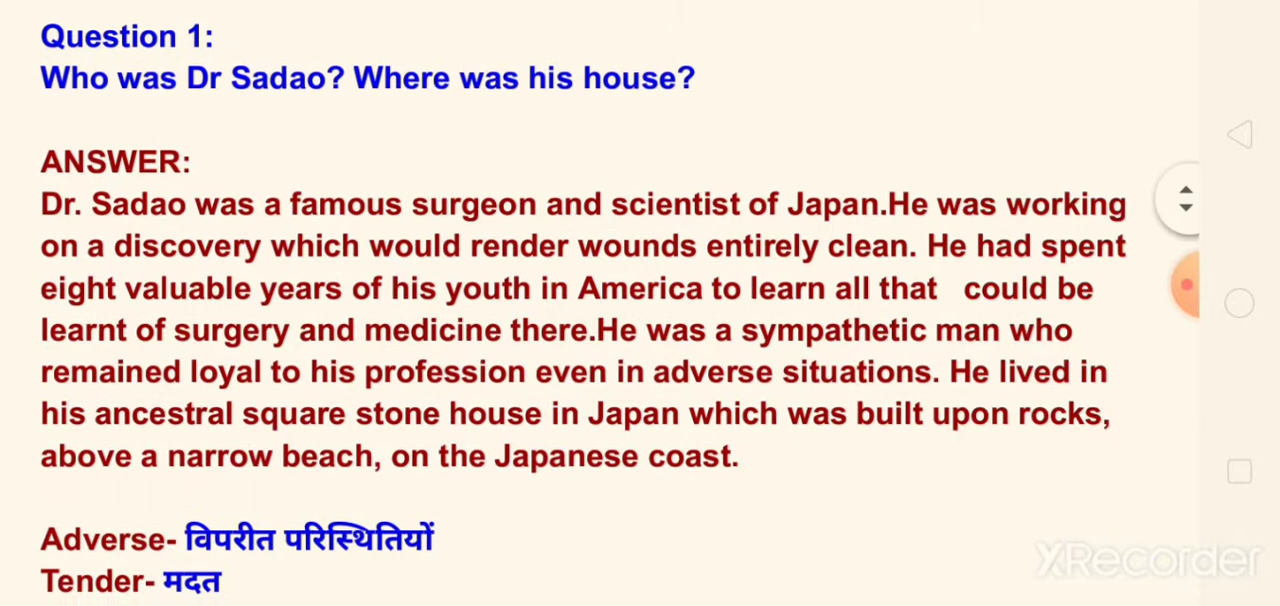 Question 1:
Who was Dr Sadao? Where was his house?
ANSWER:
Dr. Sadao was a famous surgeon and scientist of Japan.He was working
on a discovery which would render wounds entirely clean. He had spent
eight valuable years of his youth in America to learn all that could be
learnt of surgery and medicine there.He was a sympathetic man who
remained loyal to his profession even in adverse situations. He lived in
his ancestral square stone house in Japan which was built upon rocks,
above a narrow beach, on the Japanese coast.
Adverse- विपरीत परिस्थितियों
Tender- मदत
XRecorder